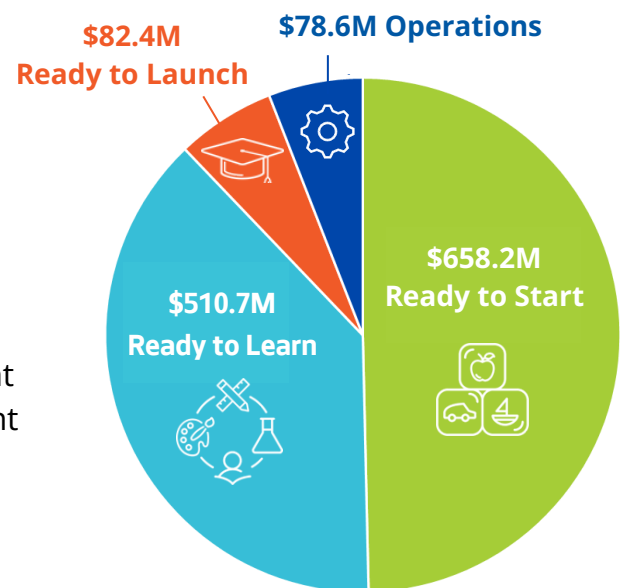 $82.4M
Ready to Launch
$78.6M Operations
$658.2M
Ready to Start
$510.7M
Ready to Learn